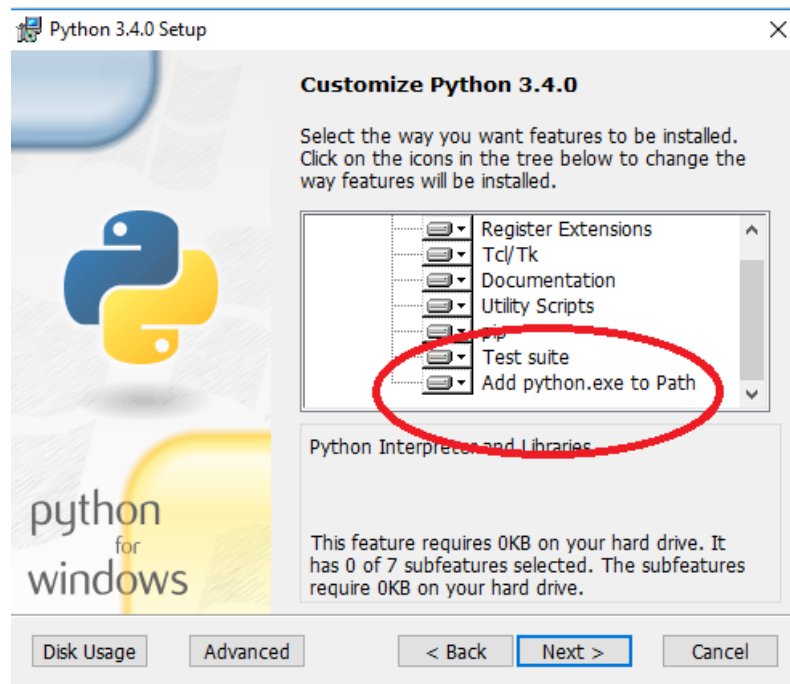 Python 3.4.0 Setup
Customize Python 3.4.0
Select the way you want features to be installed.
Click on the icons in the tree below to change the
way features will be installed.
Register Extensions
Tcl/Tk
Documentation
Utility Scripts
pip
Test suite
Add python.exe to Path
Python Interpreter and Libraries
This feature requires 0KB on your hard drive. It
has 0 of 7 subfeatures selected. The subfeatures
require 0KB on your hard drive.
python
for
windows
Disk Usage
Advanced
< Back
Next >
Cancel